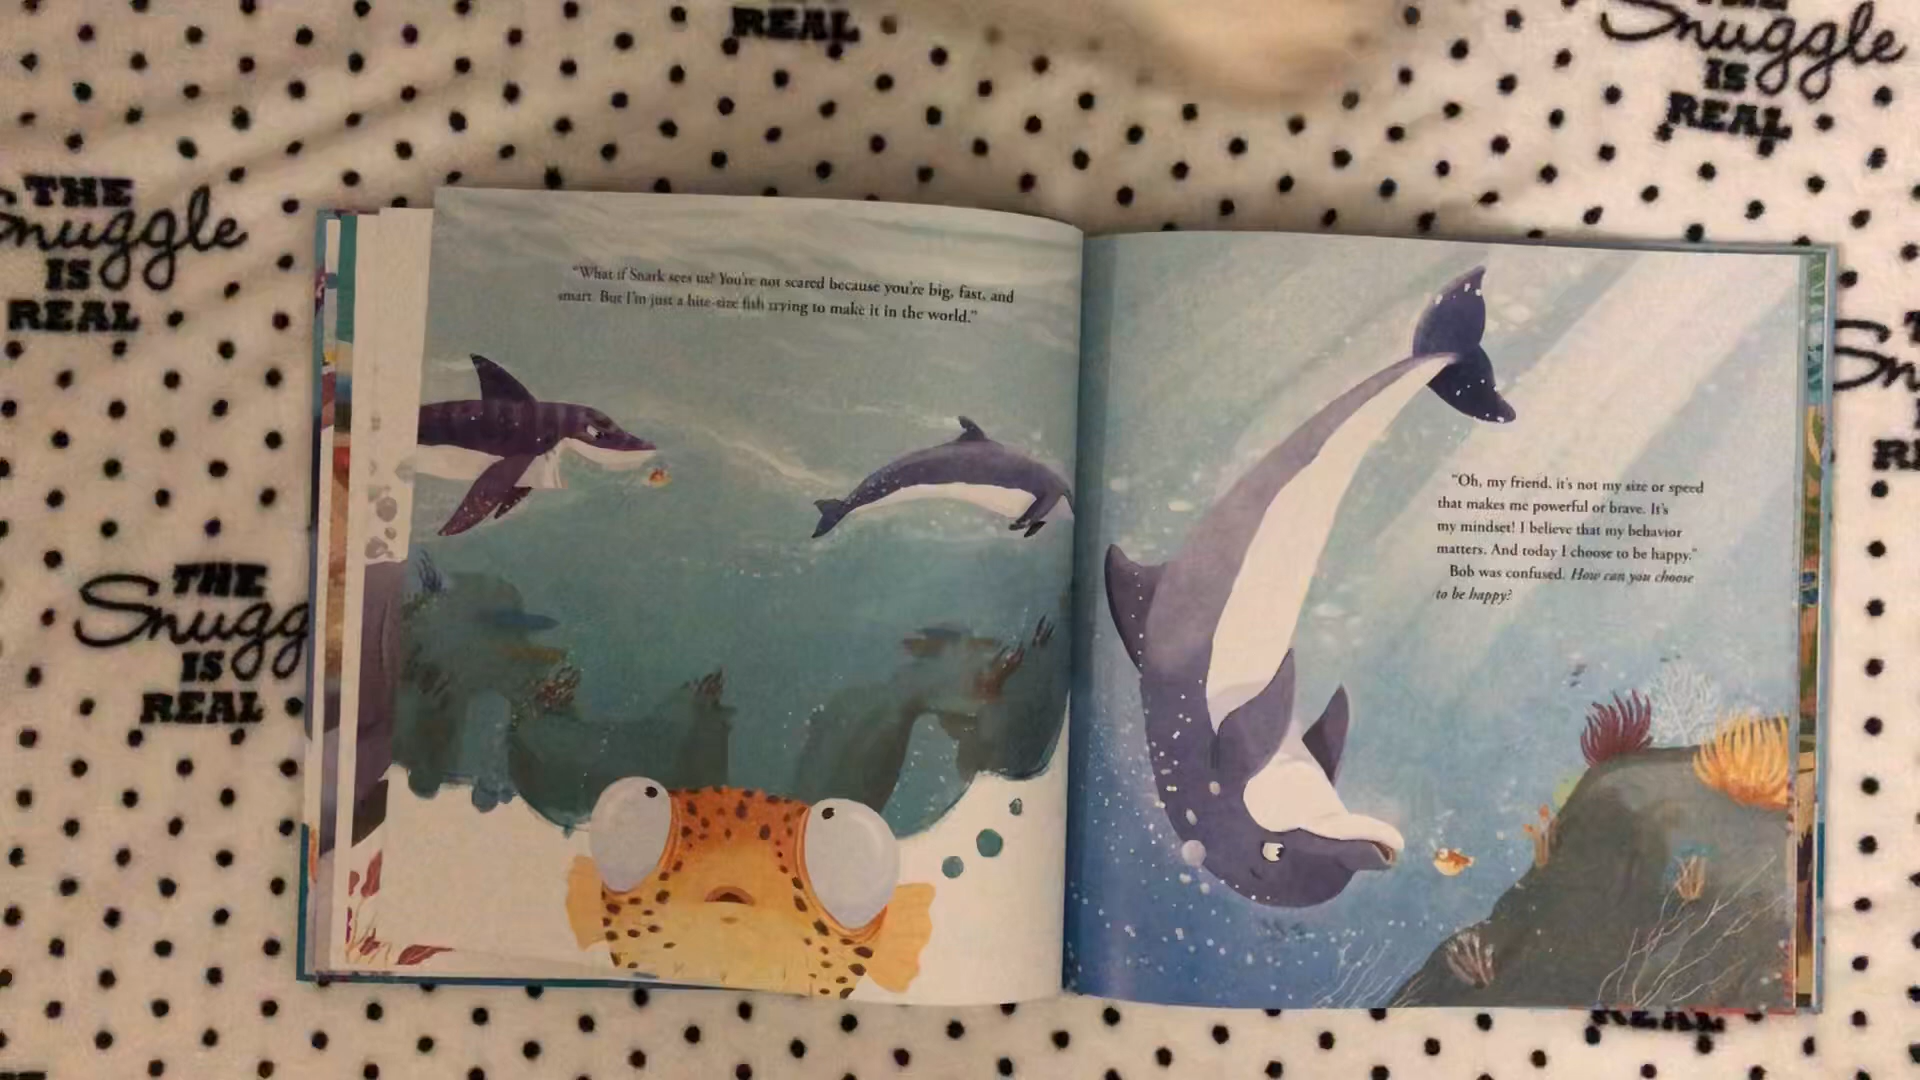 REAL
Snuggle
IS
REAL
THE
Snuggle
IS
REAL
THE
Snugg
IS
REAL
"What if Snark sees us? You're not scared because you're big, fast, and
smart. But I'm just a bite-size fish trying to make it in the world."
"Oh, my friend, it's not my size or speed
that makes me powerful or brave. It's
my mindset! I believe that my behavior
matters. And today I choose to be happy."
Bob was confused. How can you choose
to be happy?
Sn
RE
REAL